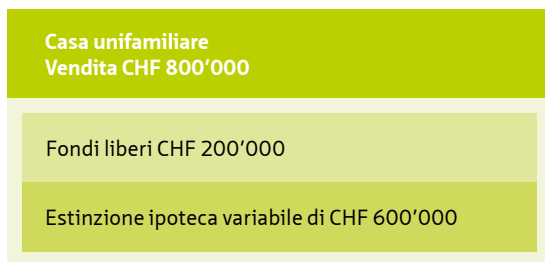 Casa unifamiliare
Vendita CHF 800’000
Fondi liberi CHF 200’000
Estinzione ipoteca variabile di CHF 600’000